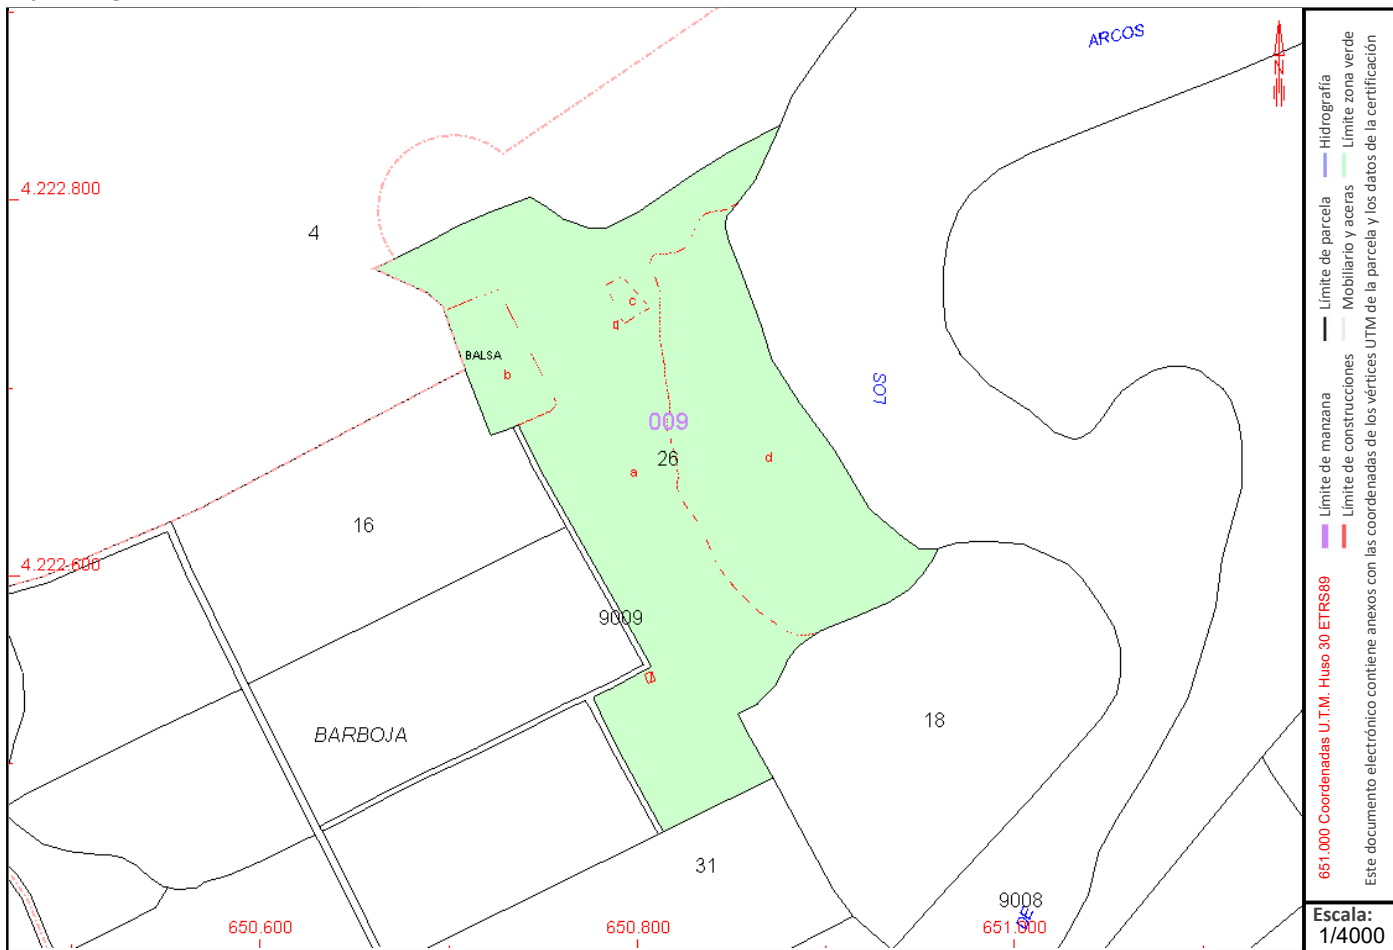 ARCOS
N
4.222.800
4
c
BALSA
b
LOS
009
26
a
d
16
4.222.600
9009
BARBOJA
18
31
9008
DE
650.600
650.800
651.000
Límite de manzana
Límite de parcela
Hidrografía
Límite de construcciones
Mobiliario y aceras
Límite zona verde
651.000 Coordenadas U.T.M. Huso 30 ETRS89
Este documento electrónico contiene anexos con las coordenadas de los vértices UTM de la parcela y los datos de la certificación
Escala:
1/4000